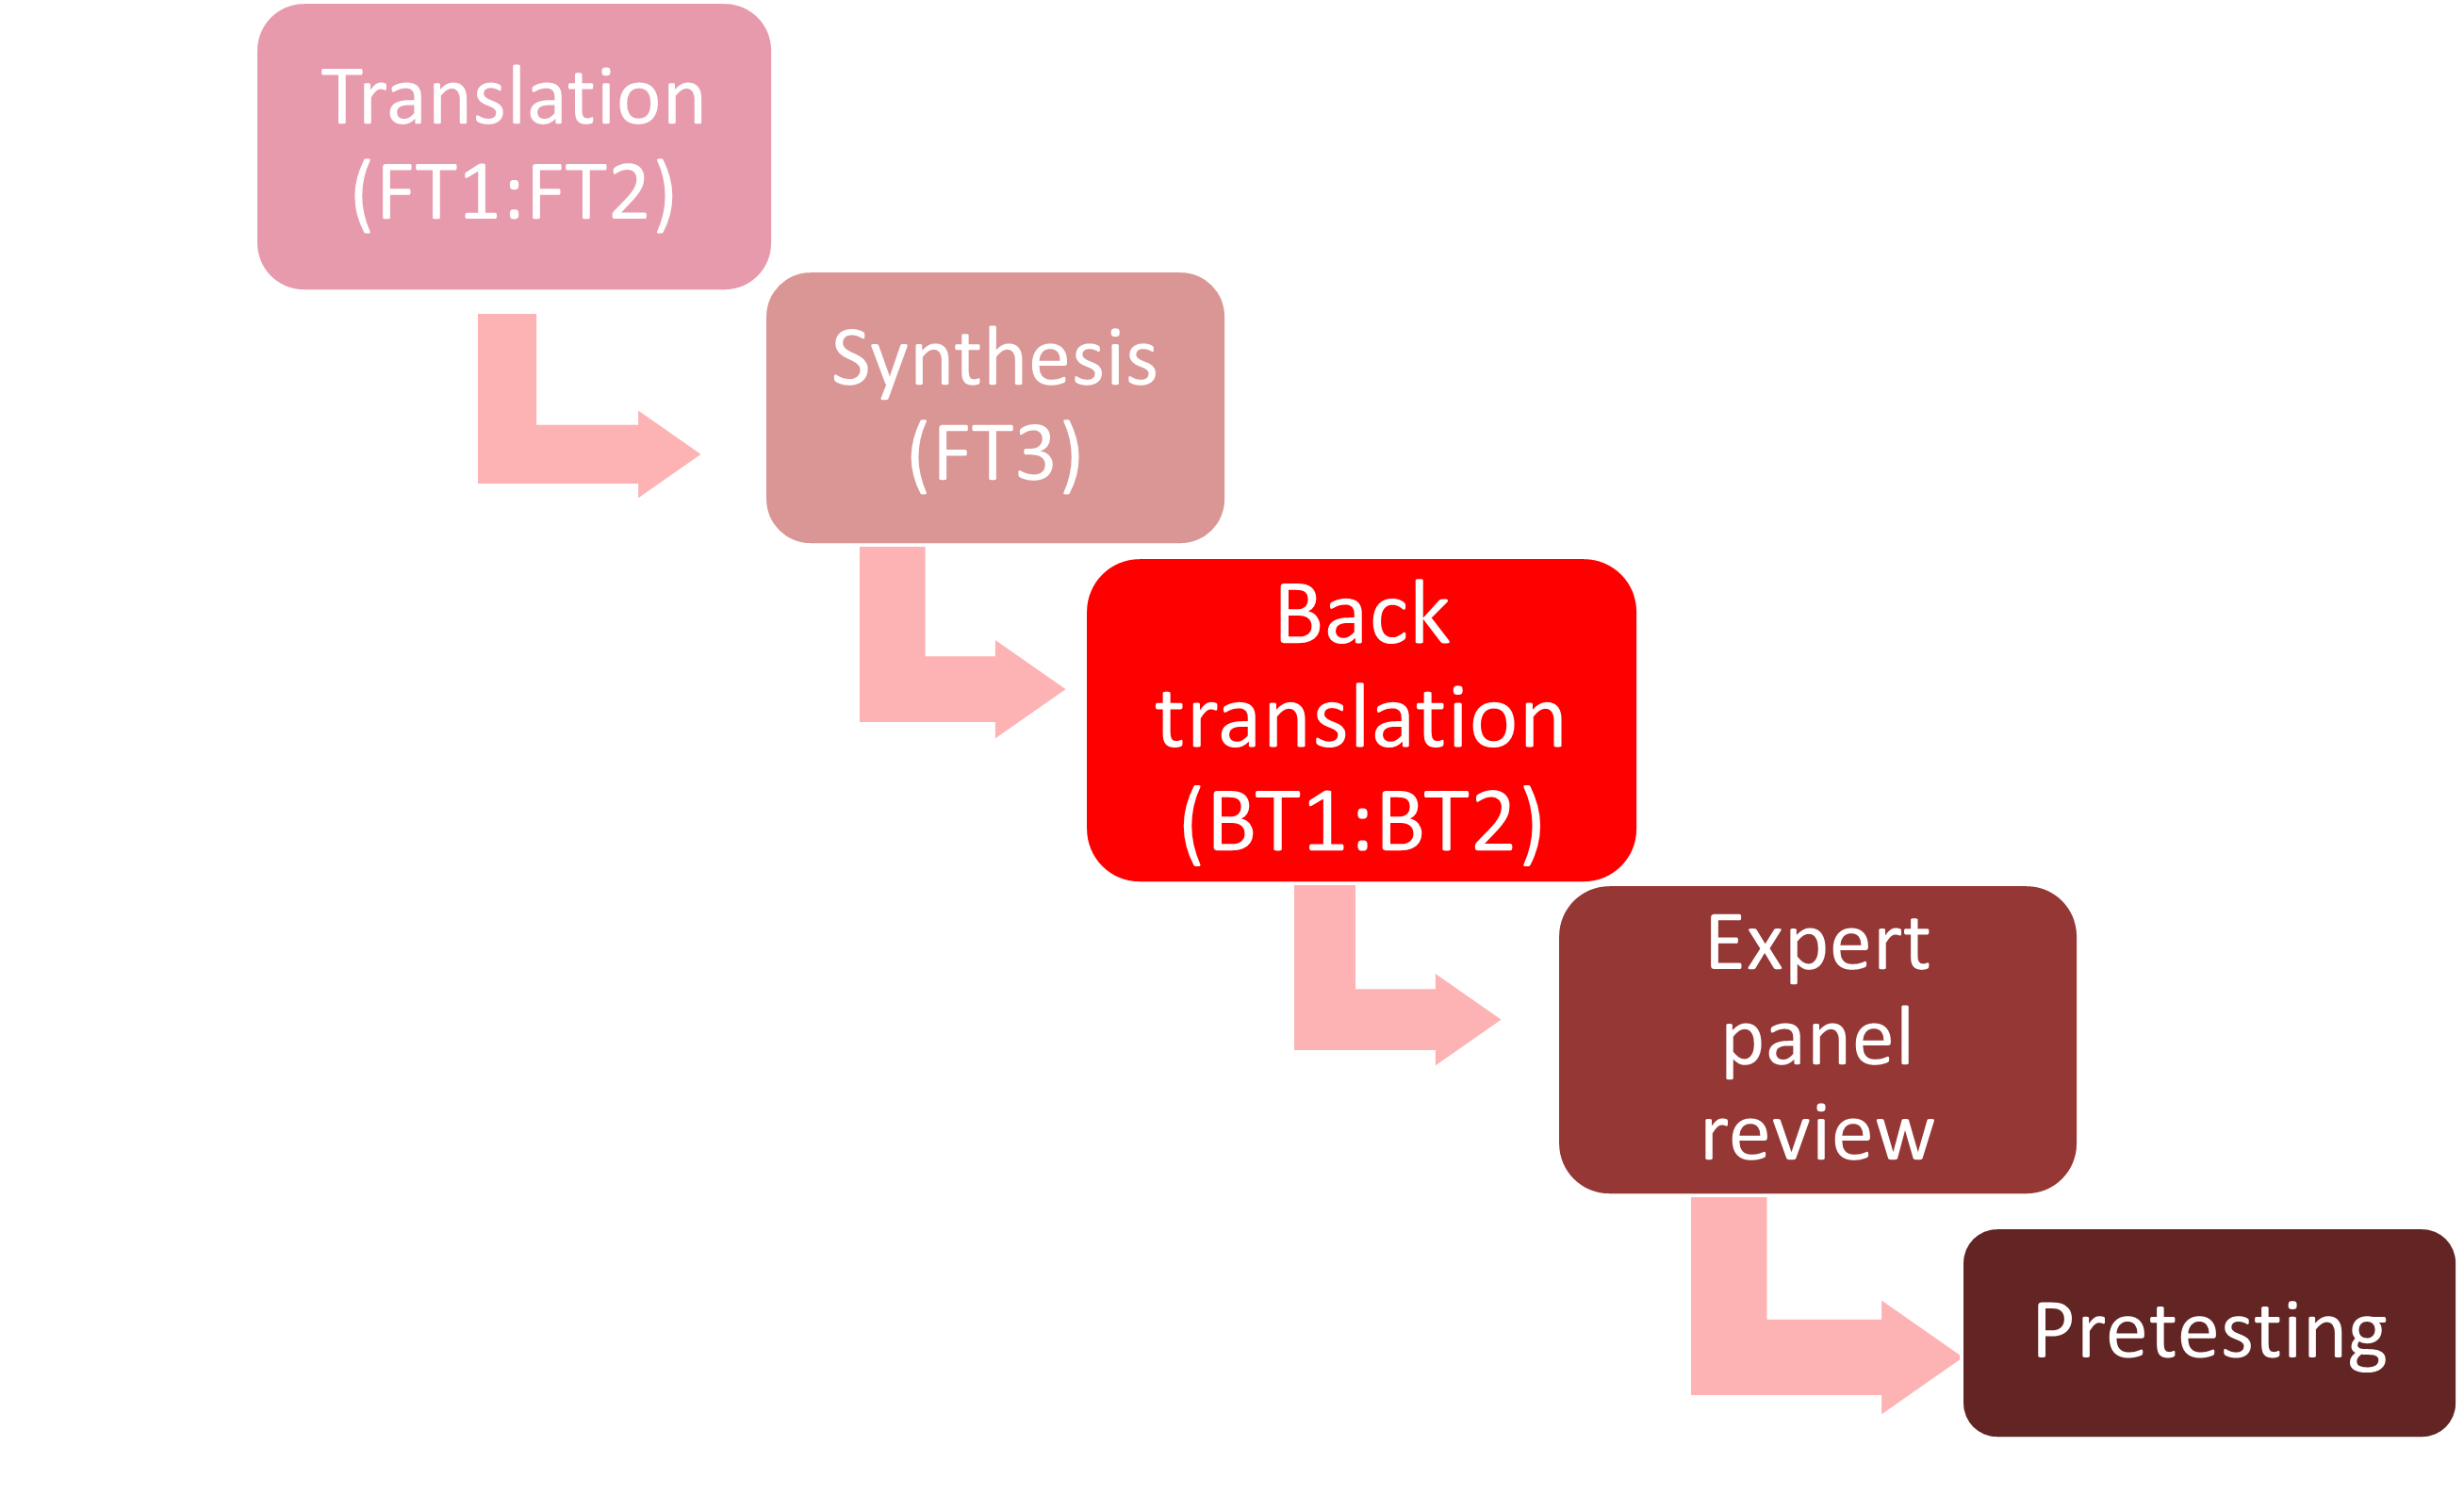 Translation
(FT1:FT2)
Synthesis
(FT3)
Back
translation
(BT1:BT2)
Expert
panel
review
Pretesting